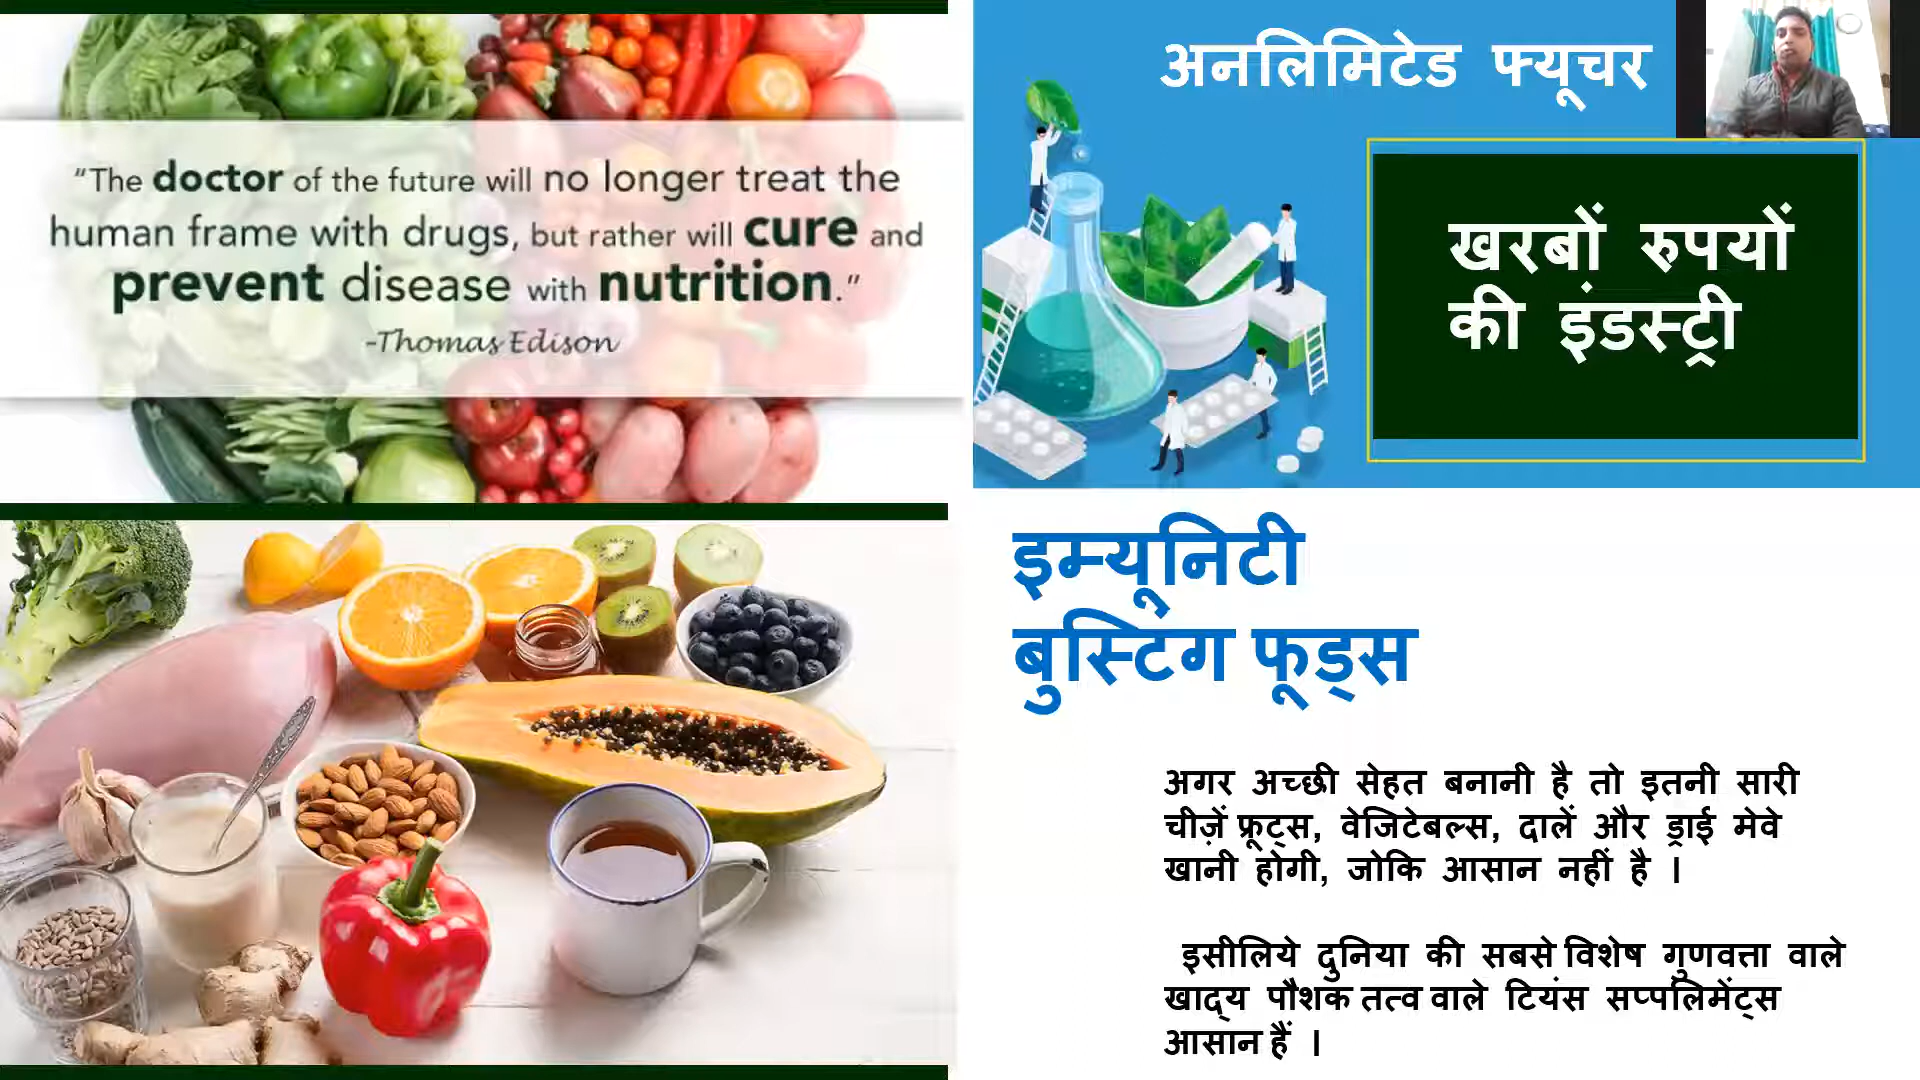 “The doctor of the future will no longer treat the
human frame with drugs, but rather will cure and
prevent disease with nutrition.”
-Thomas Edison
अनलिमिटेड फ्यूचर
खरबों रुपयों
की इंडस्ट्री
इम्यूनिटी
बुस्टिंग फूड्स
अगर अच्छी सेहत बनानी है तो इतनी सारी
चीज़ें फ्रूट्स, वेजिटेबल्स, दालें और ड्राई मेवे
खानी होगी, जोकि आसान नहीं है ।
इसीलिये दुनिया की सबसे विशेष गुणवत्ता वाले
खाद्य पौशक तत्व वाले टियंस सप्पलिमेंट्स
आसान हैं ।